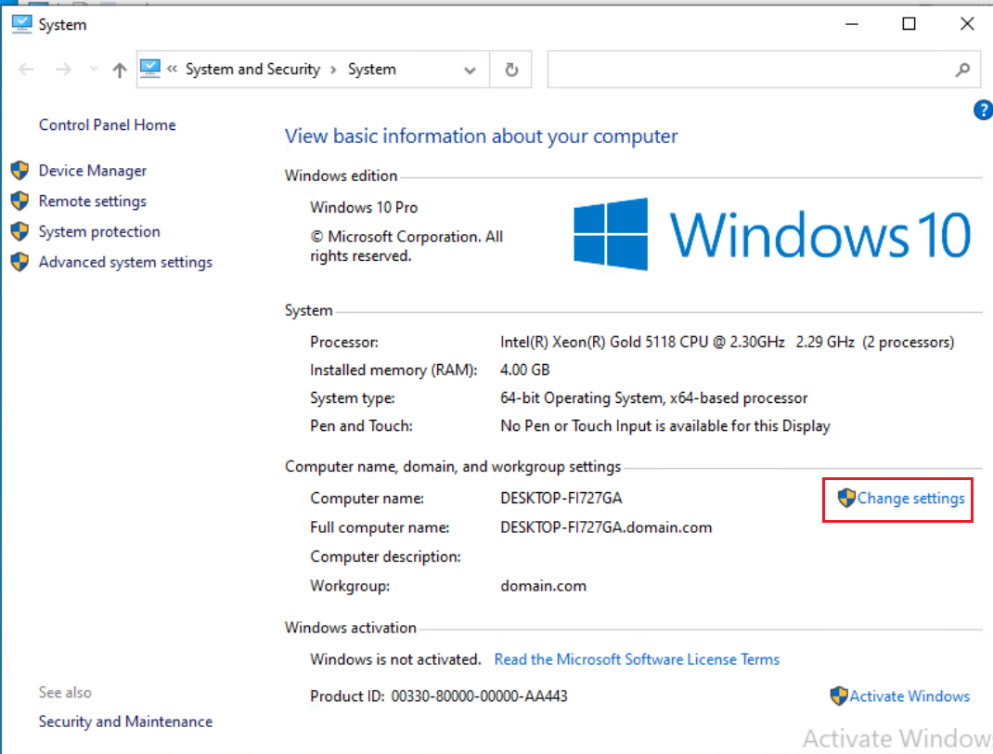 System
« System and Security › System
Control Panel Home
Device Manager
Remote settings
System protection
Advanced system settings
See also
Security and Maintenance
?
View basic information about your computer
Windows edition
Windows 10 Pro
© Microsoft Corporation. All
rights reserved.
Windows 10
System
Processor: Intel(R) Xeon(R) Gold 5118 CPU @ 2.30GHz 2.29 GHz (2 processors)
Installed memory (RAM): 4.00 GB
System type: 64-bit Operating System, x64-based processor
Pen and Touch: No Pen or Touch Input is available for this Display
Computer name, domain, and workgroup settings
Computer name: DESKTOP-FI727GA
Change settings
Full computer name: DESKTOP-FI727GA.domain.com
Computer description:
Workgroup: domain.com
Windows activation
Windows is not activated. Read the Microsoft Software License Terms
Product ID: 00330-80000-00000-AA443
Activate Windows
Activate Window